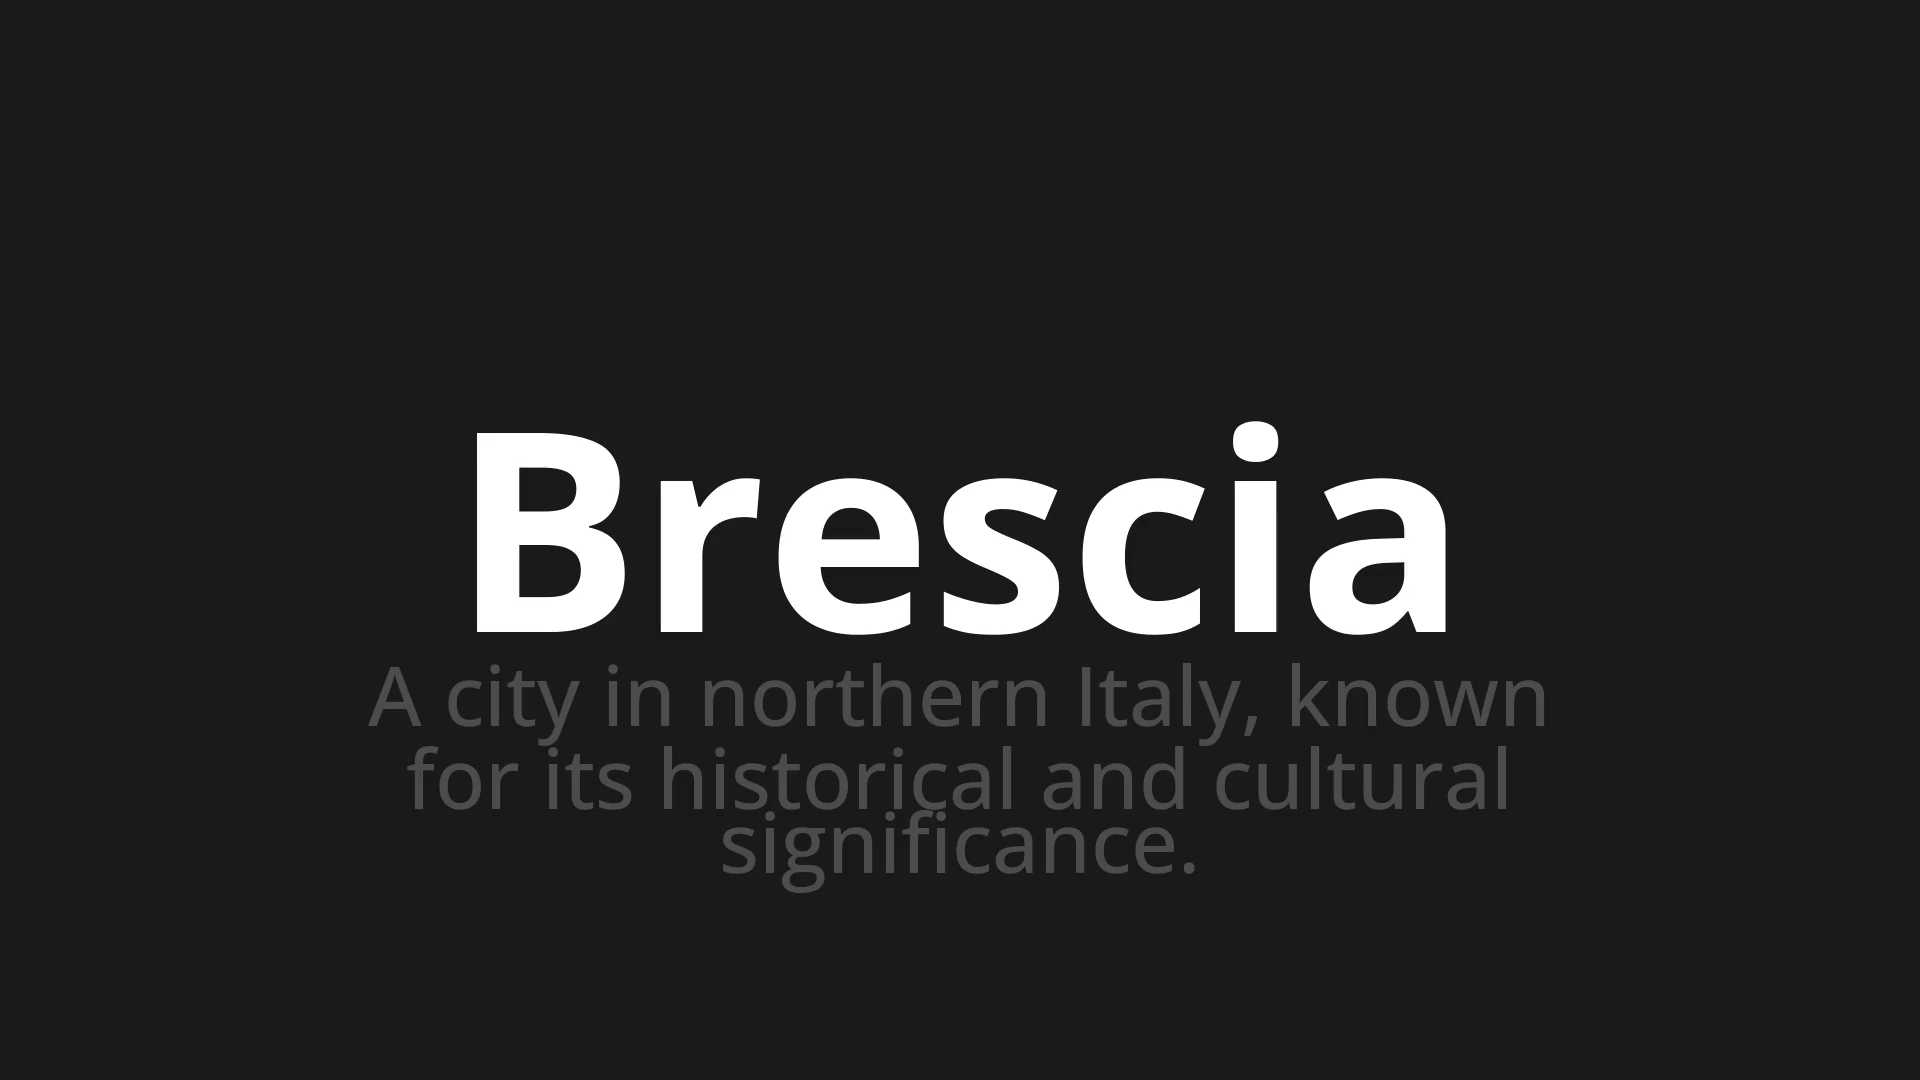 Brescia
A city in northern Italy, known
for its historical and cultural
significance.